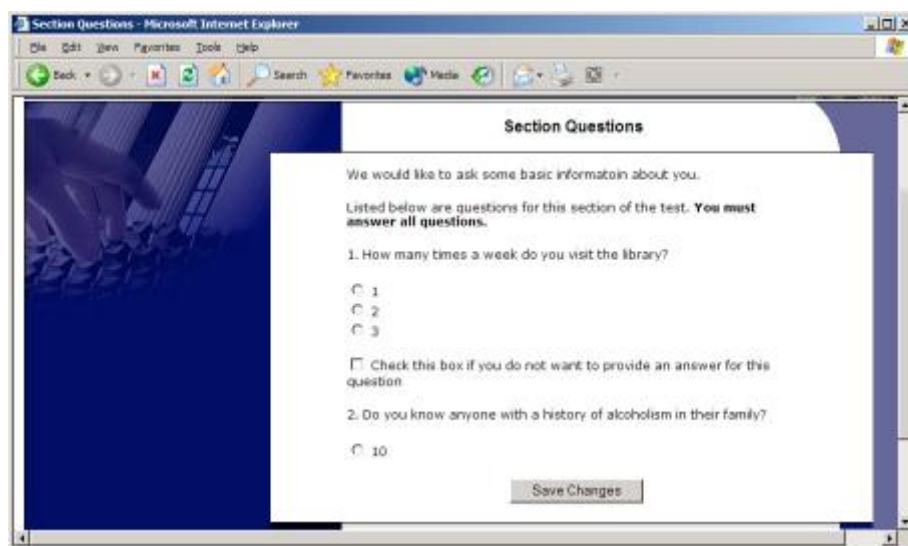 Section Questions - Microsoft Internet Explorer
File Edit View Favorites Tools Help
Back Search Favorites Media
Section Questions
We would like to ask some basic informatoin about you.
Listed below are questions for this section of the test. You must
answer all questions.
1. How many times a week do you visit the library?
1
2
3
Check this box if you do not want to provide an answer for this
question
2. Do you know anyone with a history of alcoholism in their family?
10
Save Changes